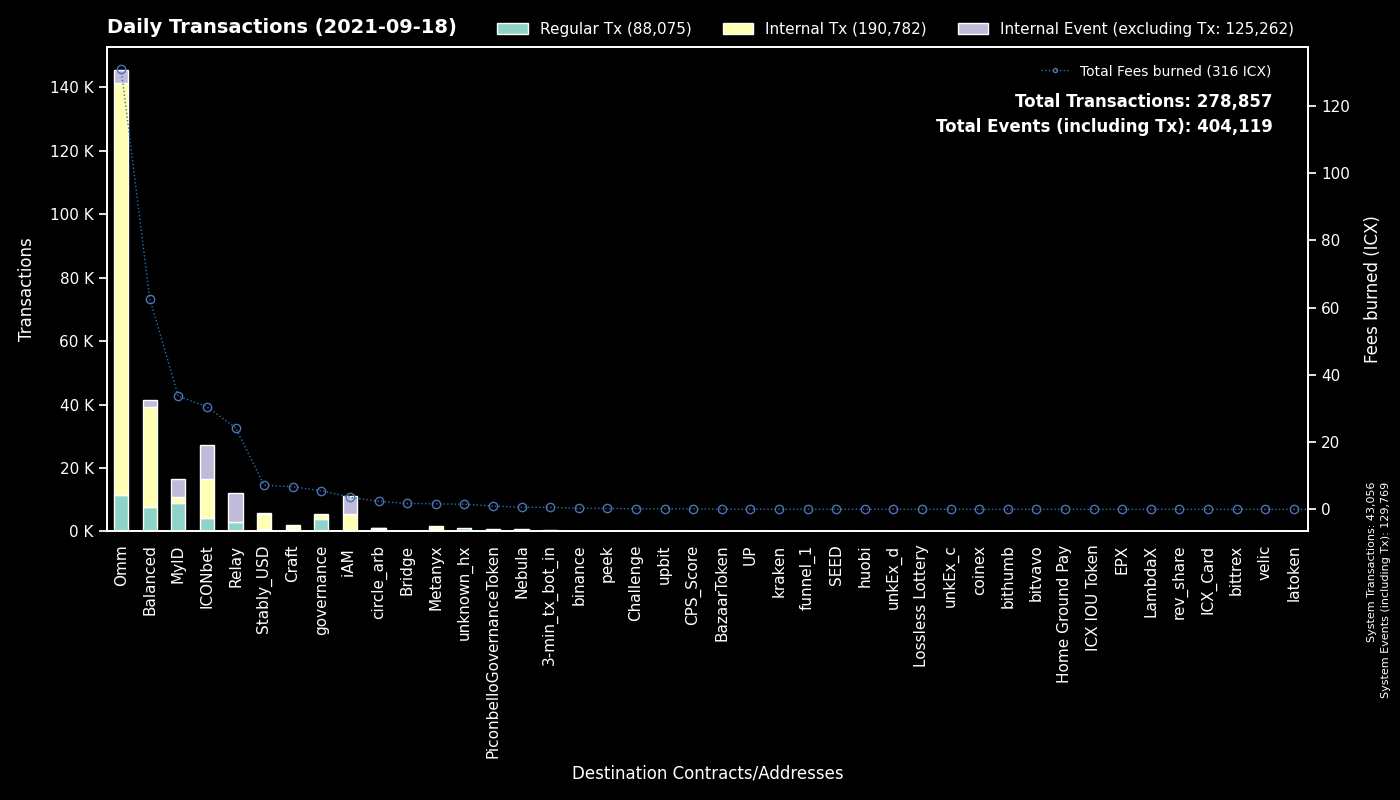 Daily Transactions (2021-09-18)
Regular Tx (88,075)
Internal Tx (190,782)
Internal Event (excluding Tx: 125,262)
Total Fees burned (316 ICX)
Total Transactions: 278,857
Total Events (including Tx): 404,119
Transactions
140 K
120 K
100 K
80 K
60 K
40 K
20 K
0 K
120
100
80
60
40
20
0
Fees burned (ICX)
System Transactions: 43,056
System Events (including Tx): 129,769
Omm
Balanced
MyID
ICONbet
Relay
Stably_USD
Craft
governance
iAM
circle_arb
Bridge
Metanyx
unknown_hx
PiconbelloGovernanceToken
Nebula
3-min_tx_bot_in
binance
peek
Challenge
upbit
CPS_Score
BazaarToken
UP
kraken
funnel_1
SEED
huobi
unkEx_d
Lossless Lottery
unkEx_c
coinex
bithumb
bitvavo
Home Ground Pay
ICX IOU Token
EPX
LambdaX
rev_share
ICX_Card
bittrex
velic
latoken
Destination Contracts/Addresses